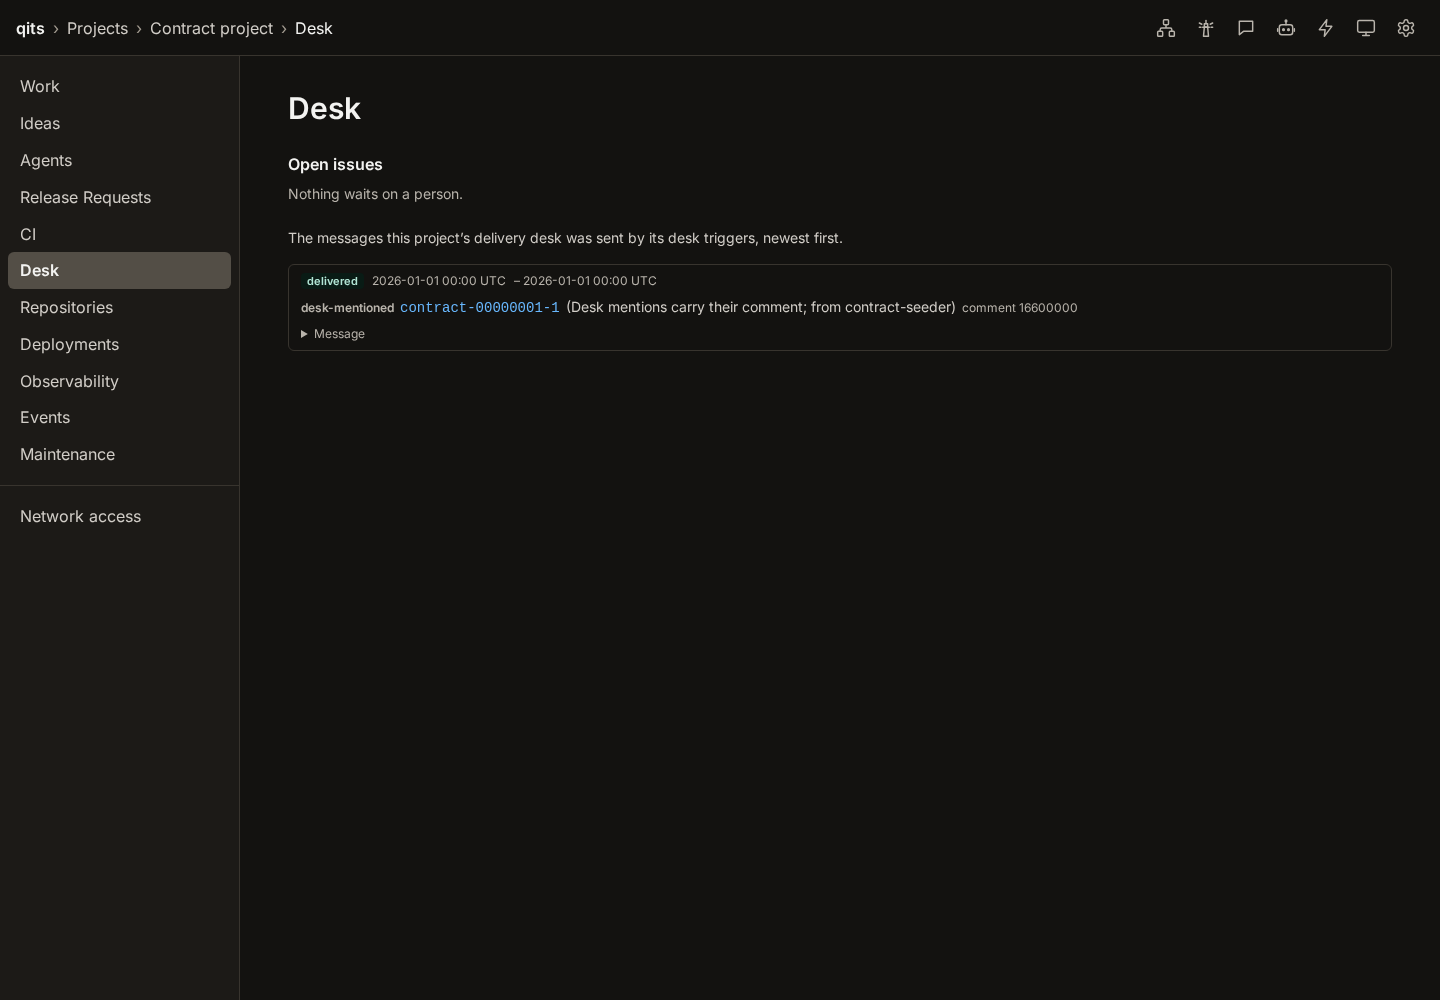 qits › Projects › Contract project › Desk
Work
Ideas
Agents
Release Requests
CI
Desk
Repositories
Deployments
Observability
Events
Maintenance
Network access
Desk
Open issues
Nothing waits on a person.
The messages this project’s delivery desk was sent by its desk triggers, newest first.
delivered 2026-01-01 00:00 UTC – 2026-01-01 00:00 UTC
desk-mentioned contract-00000001-1 (Desk mentions carry their comment; from contract-seeder) comment 16600000
Message